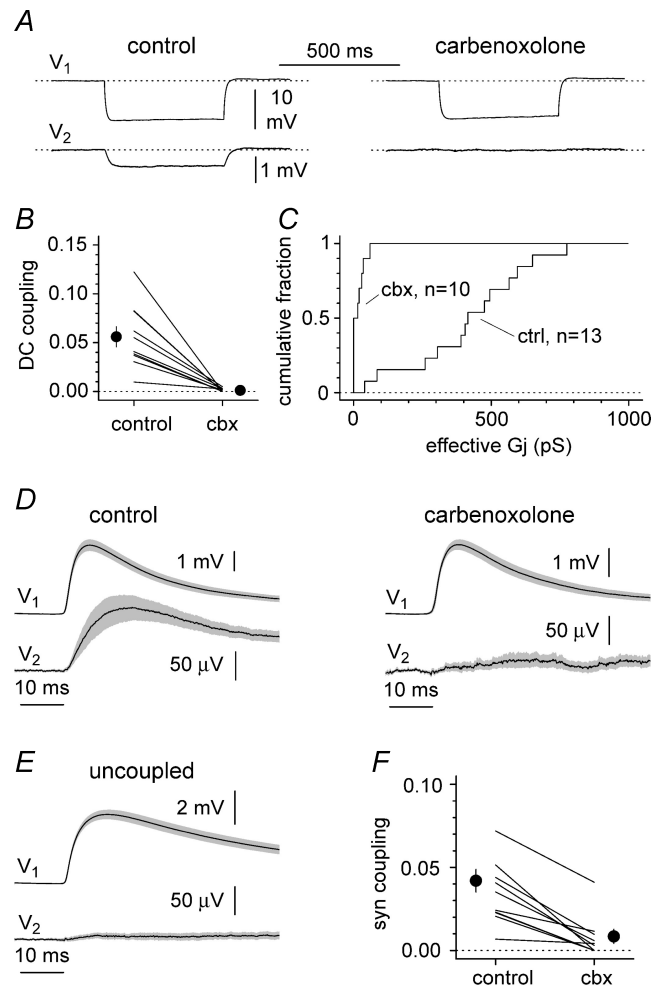 A
control
500 ms
carbenoxolone
V1
10
mV
V2
1 mV
B
DC coupling
0.15
0.10
0.05
0.00
control
cbx
C
cumulative fraction
1
0.5
0
cbx, n=10
ctrl, n=13
0
500
1000
effective Gj (pS)
D
control
1 mV
V1
V2
50 µV
10 ms
carbenoxolone
1 mV
V1
50 µV
V2
10 ms
E
uncoupled
2 mV
V1
50 µV
V2
10 ms
F
syn coupling
0.10
0.05
0.00
control
cbx